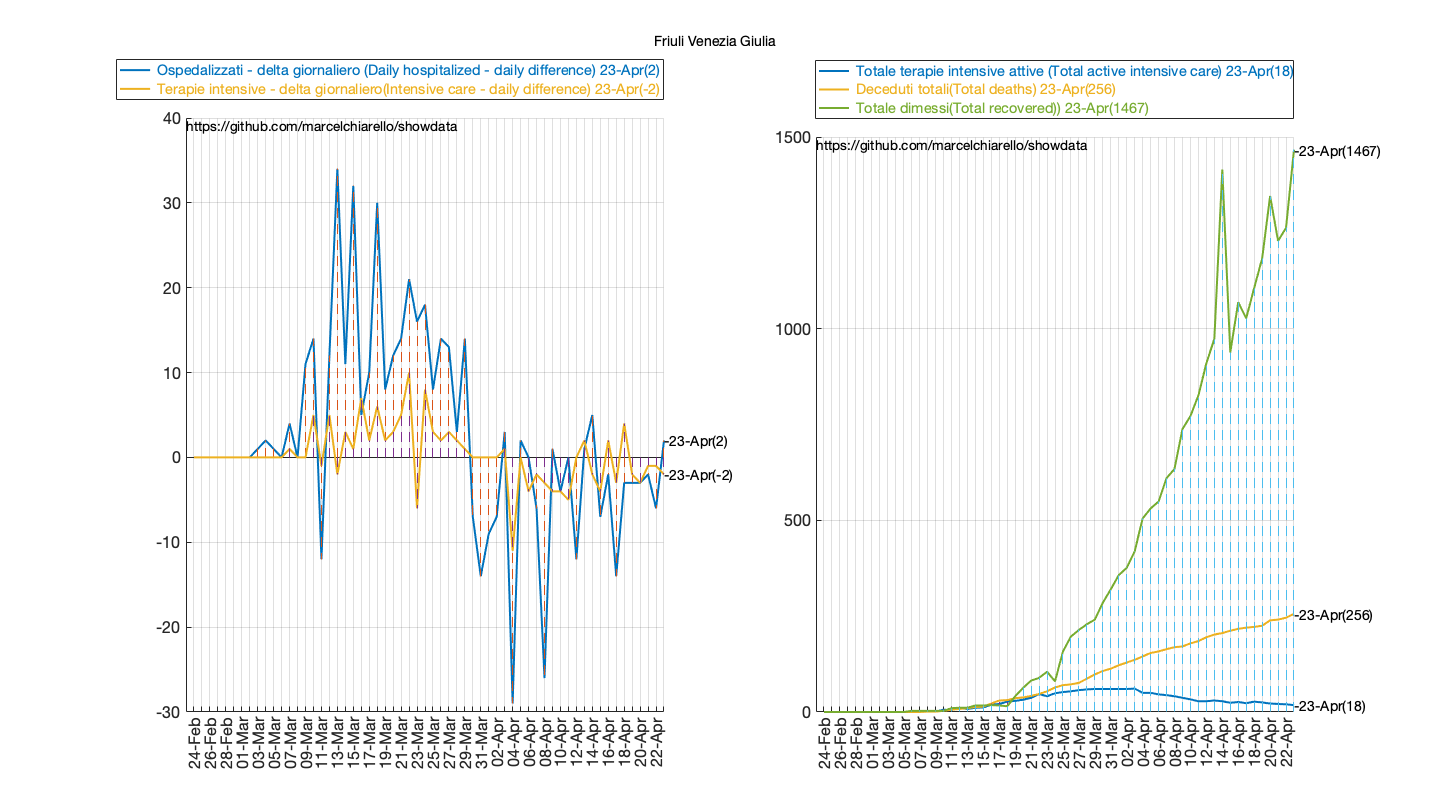 Friuli Venezia Giulia
Ospedalizzati - delta giornaliero (Daily hospitalized - daily difference) 23-Apr(2)
Terapie intensive - delta giornaliero(Intensive care - daily difference) 23-Apr(-2)
https://github.com/marcelchiarello/showdata
40
30
20
10
0
-10
-20
-30
-23-Apr(2)
-23-Apr(-2)
24-Feb
26-Feb
28-Feb
01-Mar
03-Mar
05-Mar
07-Mar
09-Mar
11-Mar
13-Mar
15-Mar
17-Mar
19-Mar
21-Mar
23-Mar
25-Mar
27-Mar
29-Mar
31-Mar
02-Apr
04-Apr
06-Apr
08-Apr
10-Apr
12-Apr
14-Apr
16-Apr
18-Apr
20-Apr
22-Apr
Totale terapie intensive attive (Total active intensive care) 23-Apr(18)
Deceduti totali(Total deaths) 23-Apr(256)
Totale dimessi(Total recovered)) 23-Apr(1467)
https://github.com/marcelchiarello/showdata
1500
1000
500
0
-23-Apr(1467)
-23-Apr(256)
-23-Apr(18)
24-Feb
26-Feb
28-Feb
01-Mar
03-Mar
05-Mar
07-Mar
09-Mar
11-Mar
13-Mar
15-Mar
17-Mar
19-Mar
21-Mar
23-Mar
25-Mar
27-Mar
29-Mar
31-Mar
02-Apr
04-Apr
06-Apr
08-Apr
10-Apr
12-Apr
14-Apr
16-Apr
18-Apr
20-Apr
22-Apr